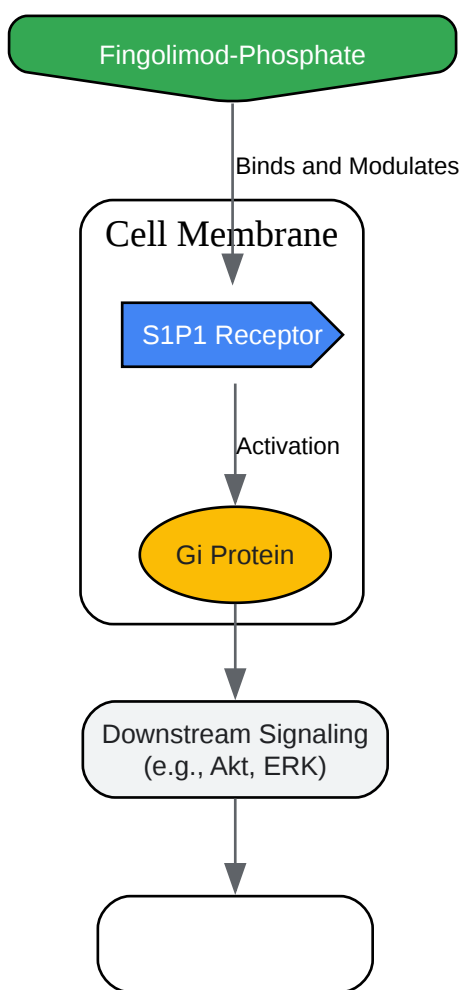 Fingolimod-Phosphate
Binds and Modulates
Cell Membrane
S1P1 Receptor
Activation
Gi Protein
Downstream Signaling
(e.g., Akt, ERK)